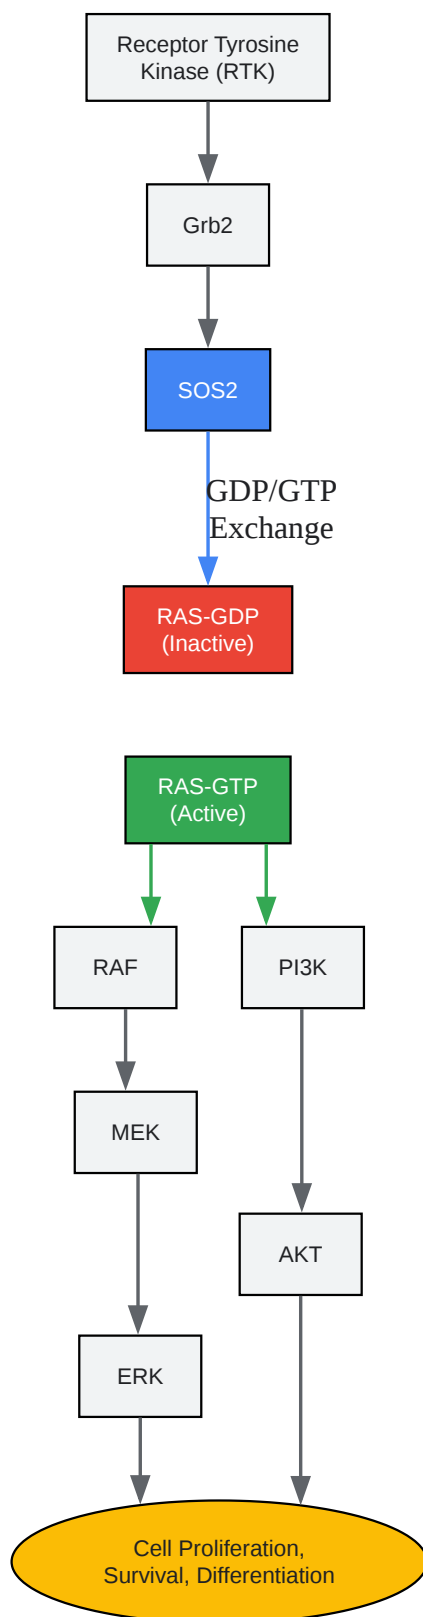 Receptor Tyrosine
Kinase (RTK)
Grb2
SOS2
GDP/GTP
Exchange
RAS-GDP
(Inactive)
RAS-GTP
(Active)
RAF
PI3K
MEK
AKT
ERK
Cell Proliferation,
Survival, Differentiation